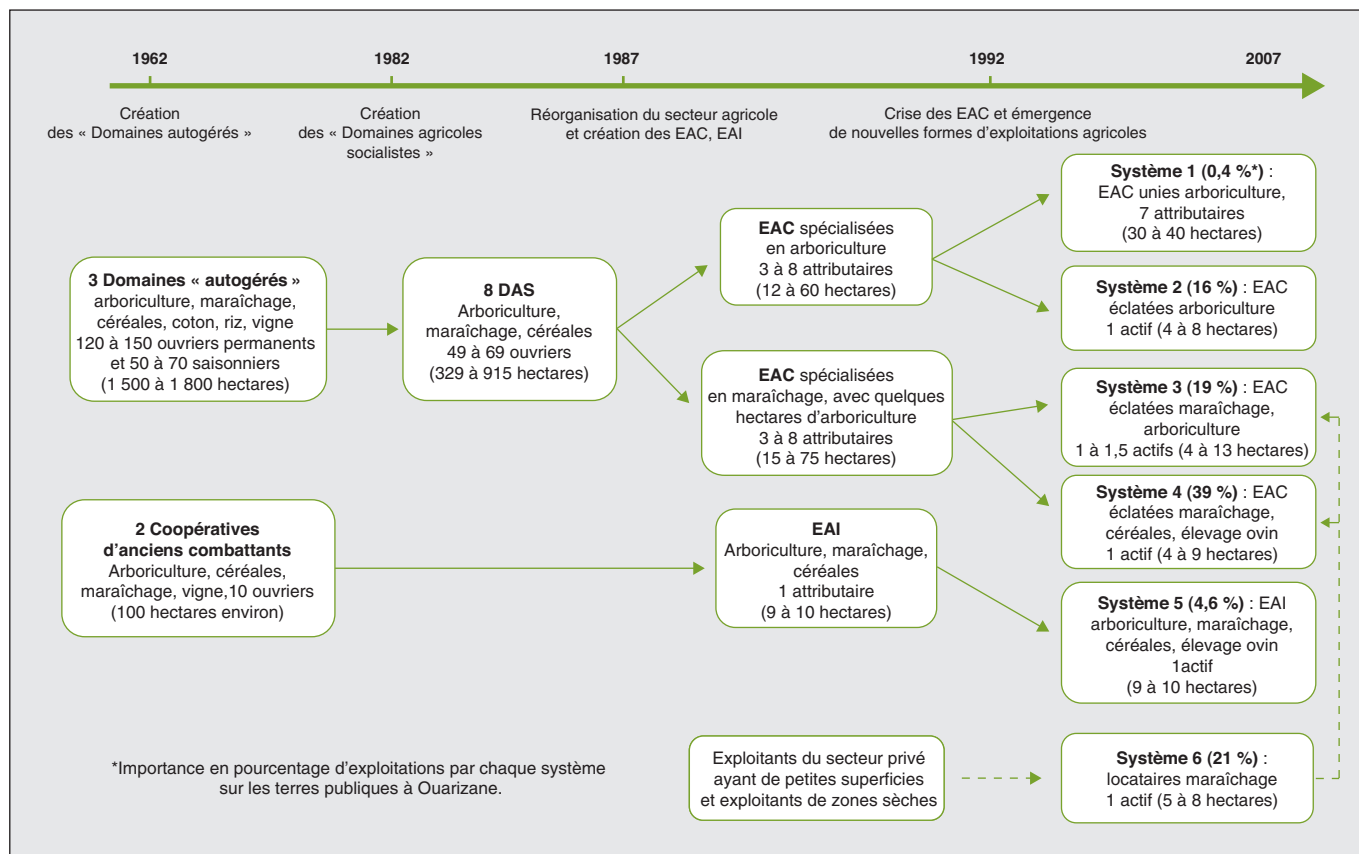 1962
1982
1987
1992
2007
Création
des « Domaines autogérés »
Création
des « Domaines agricoles
socialistes »
Réorganisation du secteur agricole
et création des EAC, EAI
Crise des EAC et émergence
de nouvelles formes d'exploitations agricoles
3 Domaines « autogérés »
arboriculture, maraîchage,
céréales, coton, riz, vigne
120 à 150 ouvriers permanents
et 50 à 70 saisonniers
(1 500 à 1 800 hectares)
8 DAS
Arboriculture,
maraîchage, céréales
49 à 69 ouvriers
(329 à 915 hectares)
EAC spécialisées
en arboriculture
3 à 8 attributaires
(12 à 60 hectares)
EAC spécialisées
en maraîchage, avec quelques
hectares d'arboriculture
3 à 8 attributaires
(15 à 75 hectares)
Système 1 (0,4 %*) :
EAC unies arboriculture,
7 attributaires
(30 à 40 hectares)
Système 2 (16 %) : EAC
éclatées arboriculture
1 actif (4 à 8 hectares)
Système 3 (19 %) : EAC
éclatées maraîchage,
arboriculture
1 à 1,5 actifs (4 à 13 hectares)
Système 4 (39 %) : EAC
éclatées maraîchage,
céréales, élevage ovin
1 actif (4 à 9 hectares)
2 Coopératives
d'anciens combattants
Arboriculture, céréales,
maraîchage, vigne,10 ouvriers
(100 hectares environ)
EAI
Arboriculture, maraîchage,
céréales
1 attributaire
(9 à 10 hectares)
Système 5 (4,6 %) : EAI
arboriculture, maraîchage,
céréales, élevage ovin
1actif
(9 à 10 hectares)
*Importance en pourcentage d'exploitations par chaque système
sur les terres publiques à Ouarizane.
Exploitants du secteur privé
ayant de petites superficies
et exploitants de zones sèches
Système 6 (21 %) :
locataires maraîchage
1 actif (5 à 8 hectares)